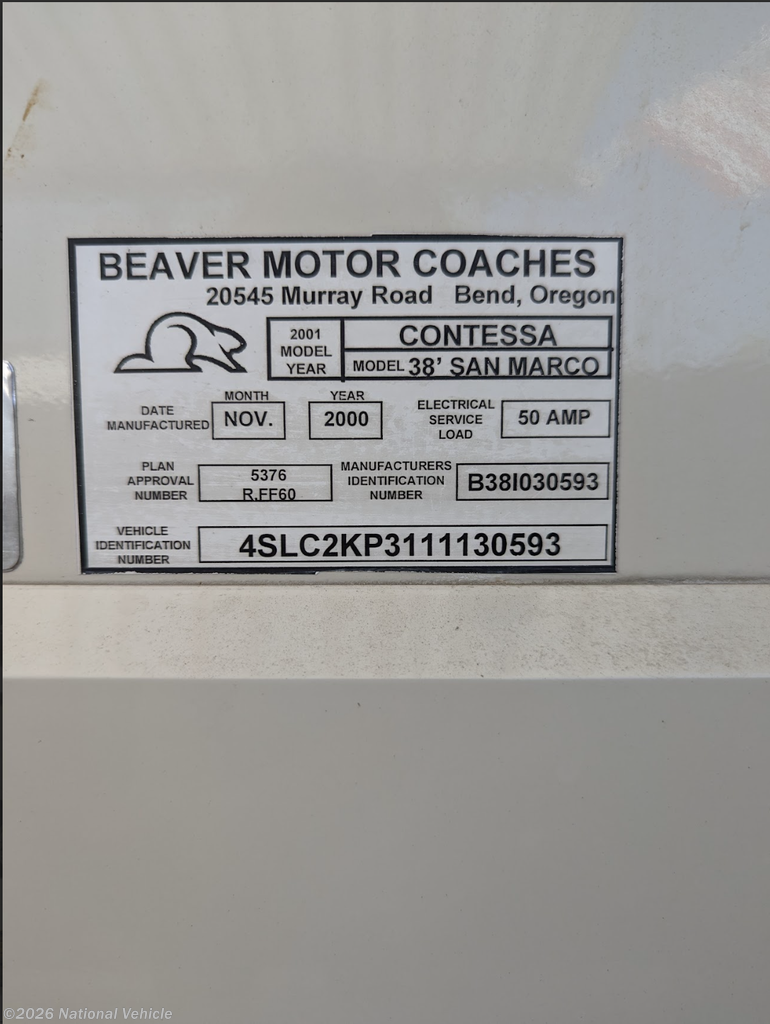 BEAVER MOTOR COACHES
20545 Murray Road Bend, Oregon
2001 MODEL YEAR
CONTESSA
MODEL 38' SAN MARCO
DATE MANUFACTURED
MONTH
NOV.
YEAR
2000
ELECTRICAL SERVICE LOAD
50 AMP
PLAN APPROVAL NUMBER
5376
R,FF60
MANUFACTURERS IDENTIFICATION NUMBER
B38I030593
VEHICLE IDENTIFICATION NUMBER
4SLC2KP3111130593
©2026 National Vehicle